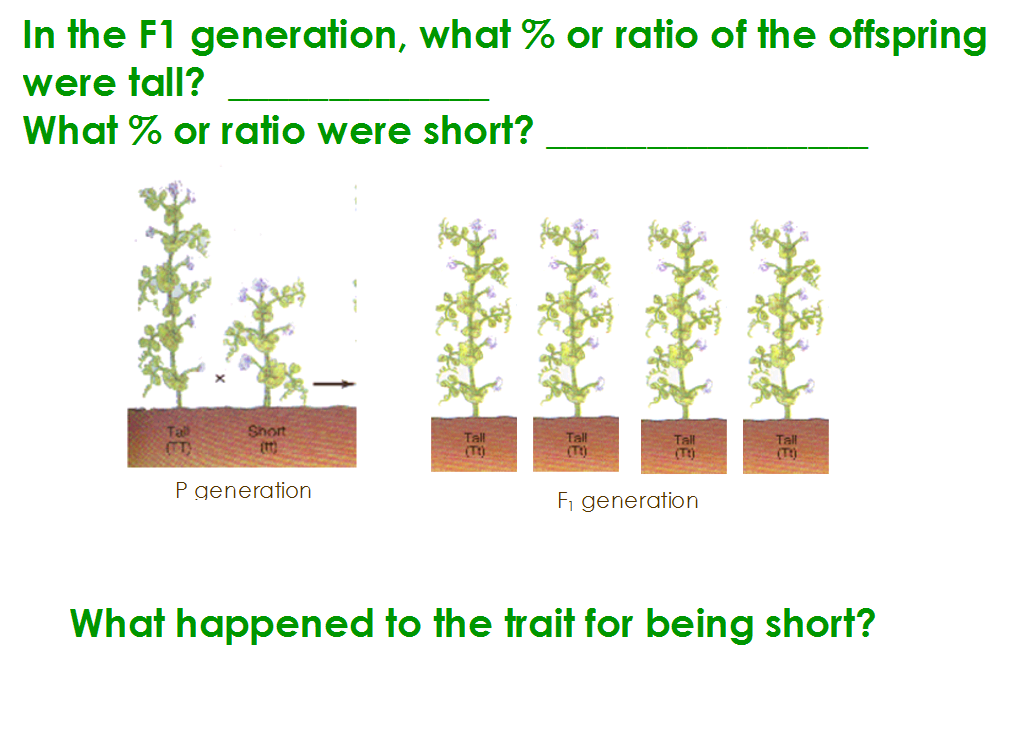 In the F1 generation, what % or ratio of the offspring
were tall? _____________
What % or ratio were short? ________________
x
Tall Short
(TT) (tt)
Tall Tall Tall Tall
(Tt) (Tt) (Tt) (Tt)
P generation
F₁ generation
What happened to the trait for being short?